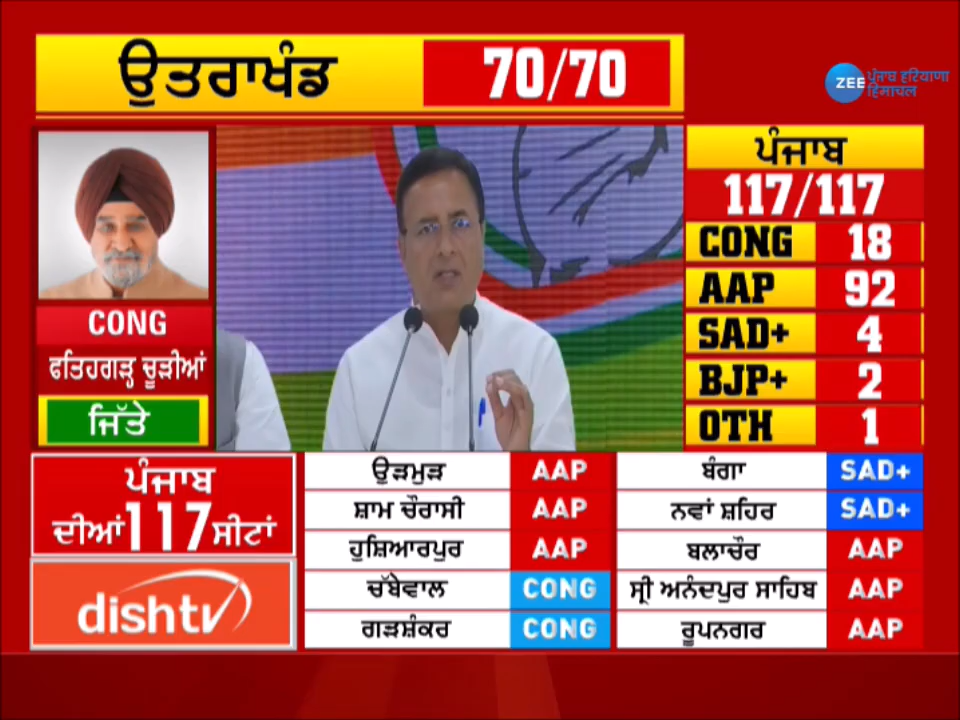 ਉਤਰਾਖੰਡ 70/70
ZEE ਪੰਜਾਬ ਹਰਿਆਣਾ
ਹਿਮਾਚਲ
CONG
ਫਤਿਹਗੜ੍ਹ ਚੂੜੀਆਂ
ਜਿੱਤੇ
ਪੰਜਾਬ
117/117
CONG 18
AAP 92
SAD+ 4
BJP+ 2
OTH 1
ਪੰਜਾਬ
ਦੀਆਂ 117 ਸੀਟਾਂ
dishtv
ਉੜਮੁੜ AAP
ਸ਼ਾਮ ਚੌਰਾਸੀ AAP
ਹੁਸ਼ਿਆਰਪੁਰ AAP
ਚੱਬੇਵਾਲ CONG
ਗੜਸ਼ੰਕਰ CONG
ਬੰਗਾ SAD+
ਨਵਾਂ ਸ਼ਹਿਰ SAD+
ਬਲਾਚੌਰ AAP
ਸ੍ਰੀ ਅਨੰਦਪੁਰ ਸਾਹਿਬ AAP
ਰੂਪਨਗਰ AAP